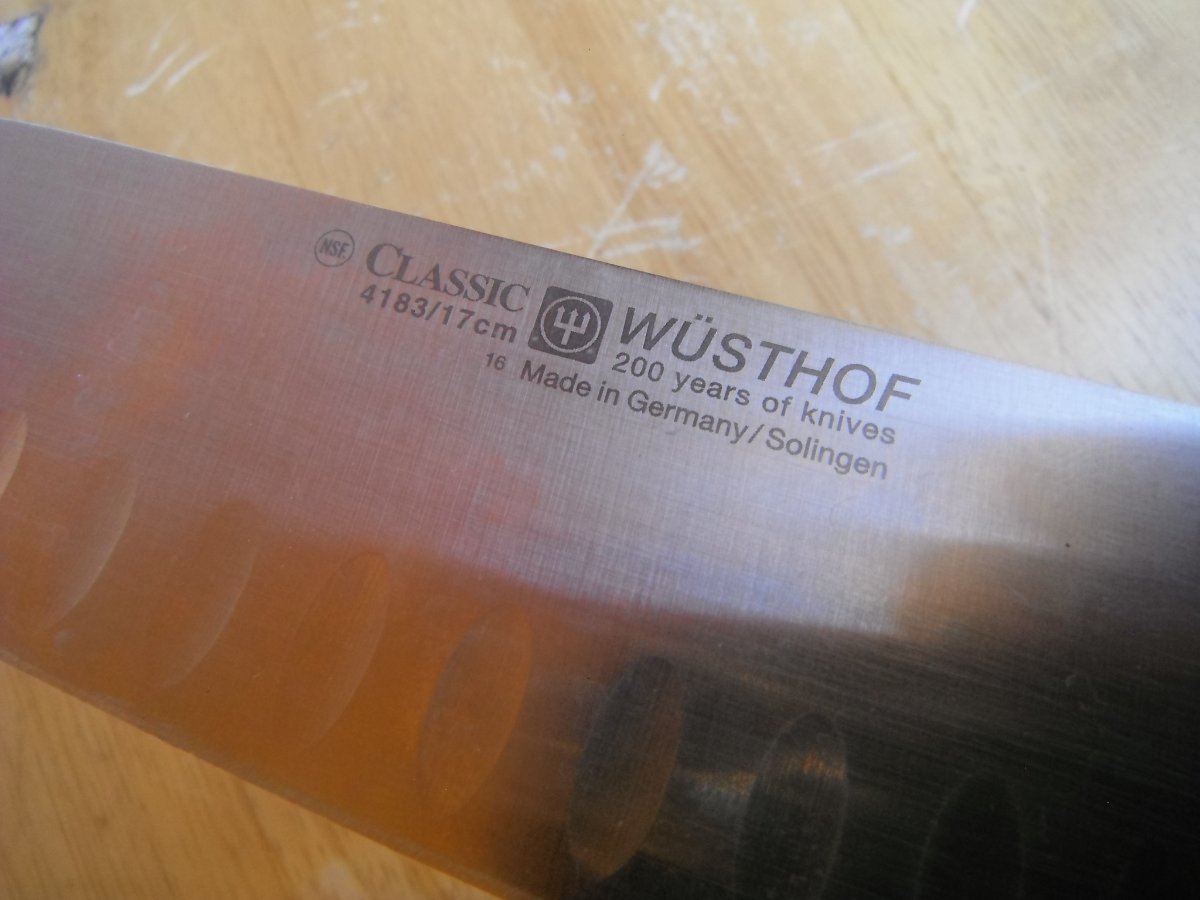 NSF.
CLASSIC
4183/17cm
WÜSTHOF
200 years of knives
16 Made in Germany/Solingen